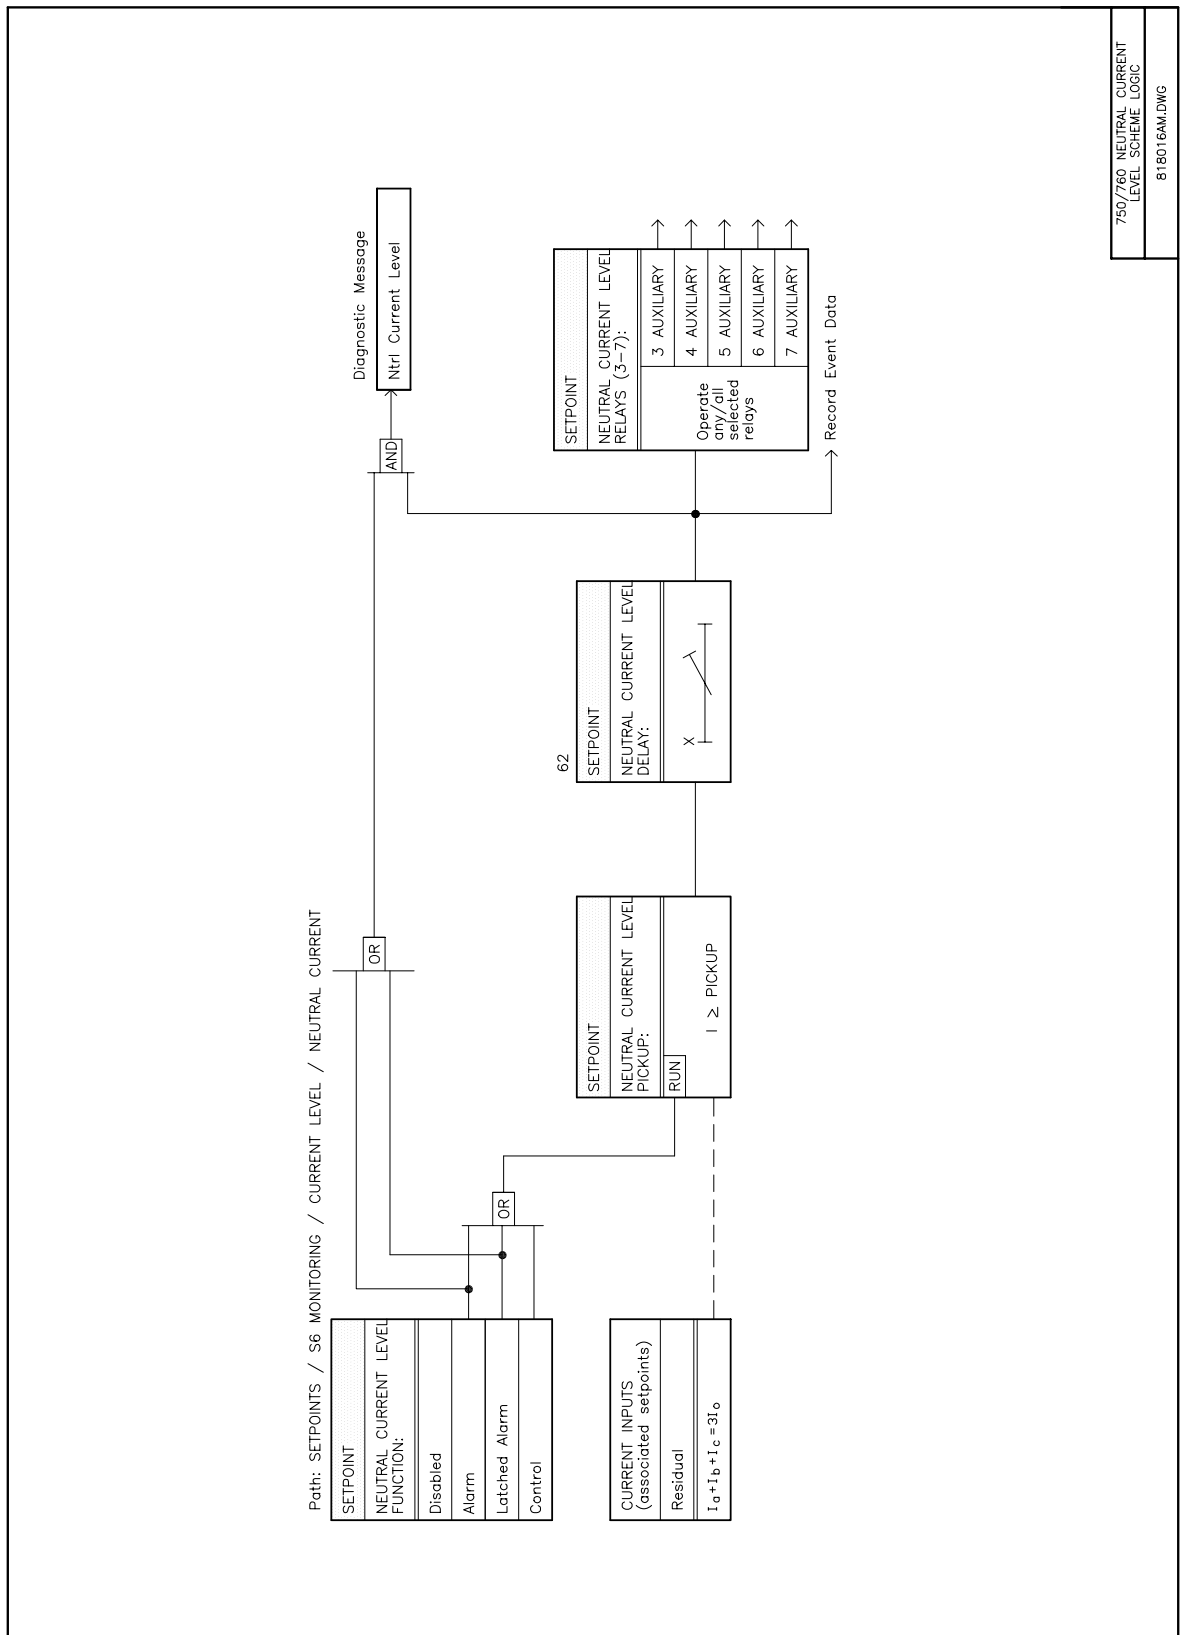 Path: SETPOINTS / S6 MONITORING / CURRENT LEVEL / NEUTRAL CURRENT
SETPOINT
NEUTRAL CURRENT LEVEL
FUNCTION:
Disabled
Alarm
Latched Alarm
Control
OR
OR
AND
Diagnostic Message
Ntrl Current Level
CURRENT INPUTS
(associated setpoints)
Residual
Ia+Ib+Ic=3Io
SETPOINT
NEUTRAL CURRENT LEVEL
PICKUP:
RUN
I ≥ PICKUP
62
SETPOINT
NEUTRAL CURRENT LEVEL
DELAY:
X
SETPOINT
NEUTRAL CURRENT LEVEL
RELAYS (3-7):
Operate
any/all
selected
relays
3 AUXILIARY
4 AUXILIARY
5 AUXILIARY
6 AUXILIARY
7 AUXILIARY
Record Event Data
750/760 NEUTRAL CURRENT
LEVEL SCHEME LOGIC
818016AM.DWG